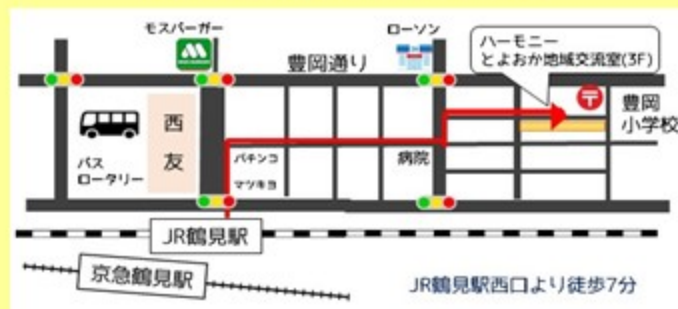 モスバーガー
ローソン
豊岡通り
ハーモニー
とよおか地域交流室(3F)
豊岡
小学校
西友
バス
ロータリー
パチンコ
マツキヨ
病院
JR鶴見駅
京急鶴見駅
JR鶴見駅西口より徒歩7分